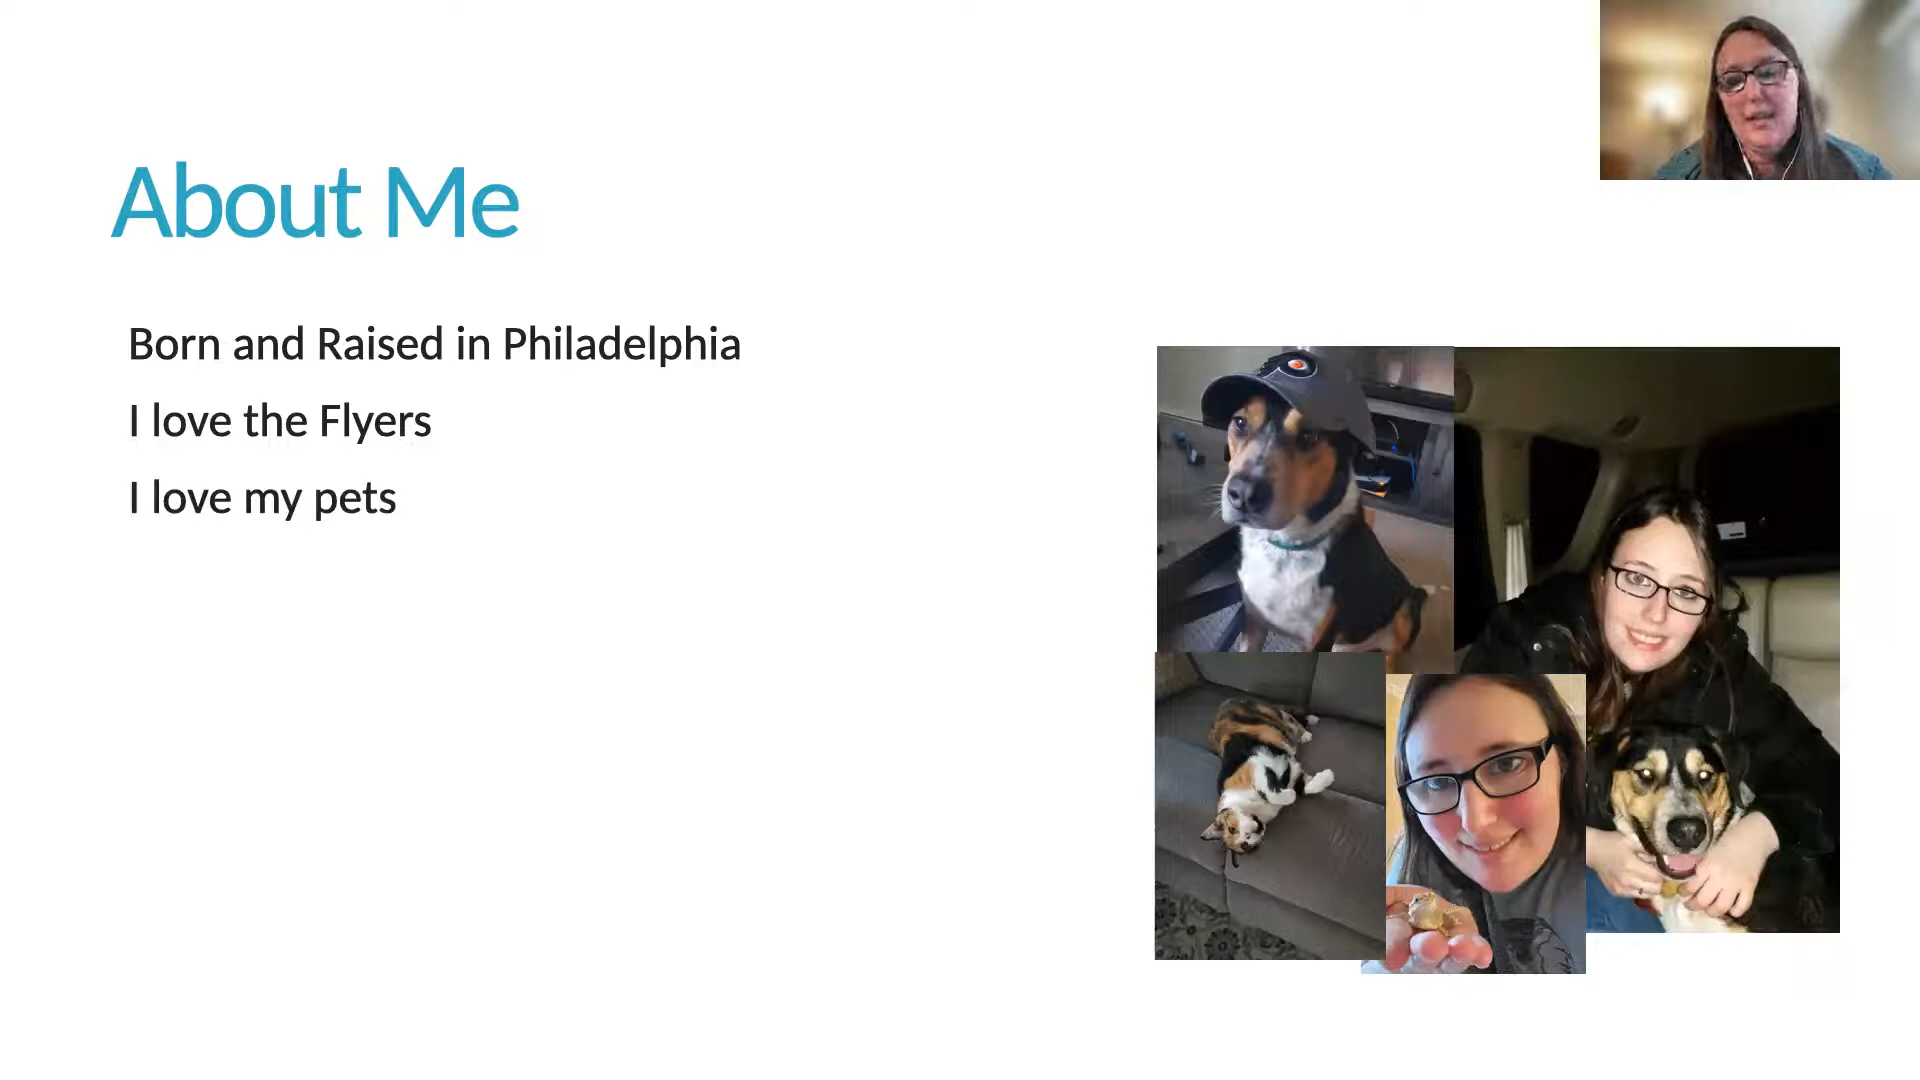 About Me
Born and Raised in Philadelphia
I love the Flyers
I love my pets